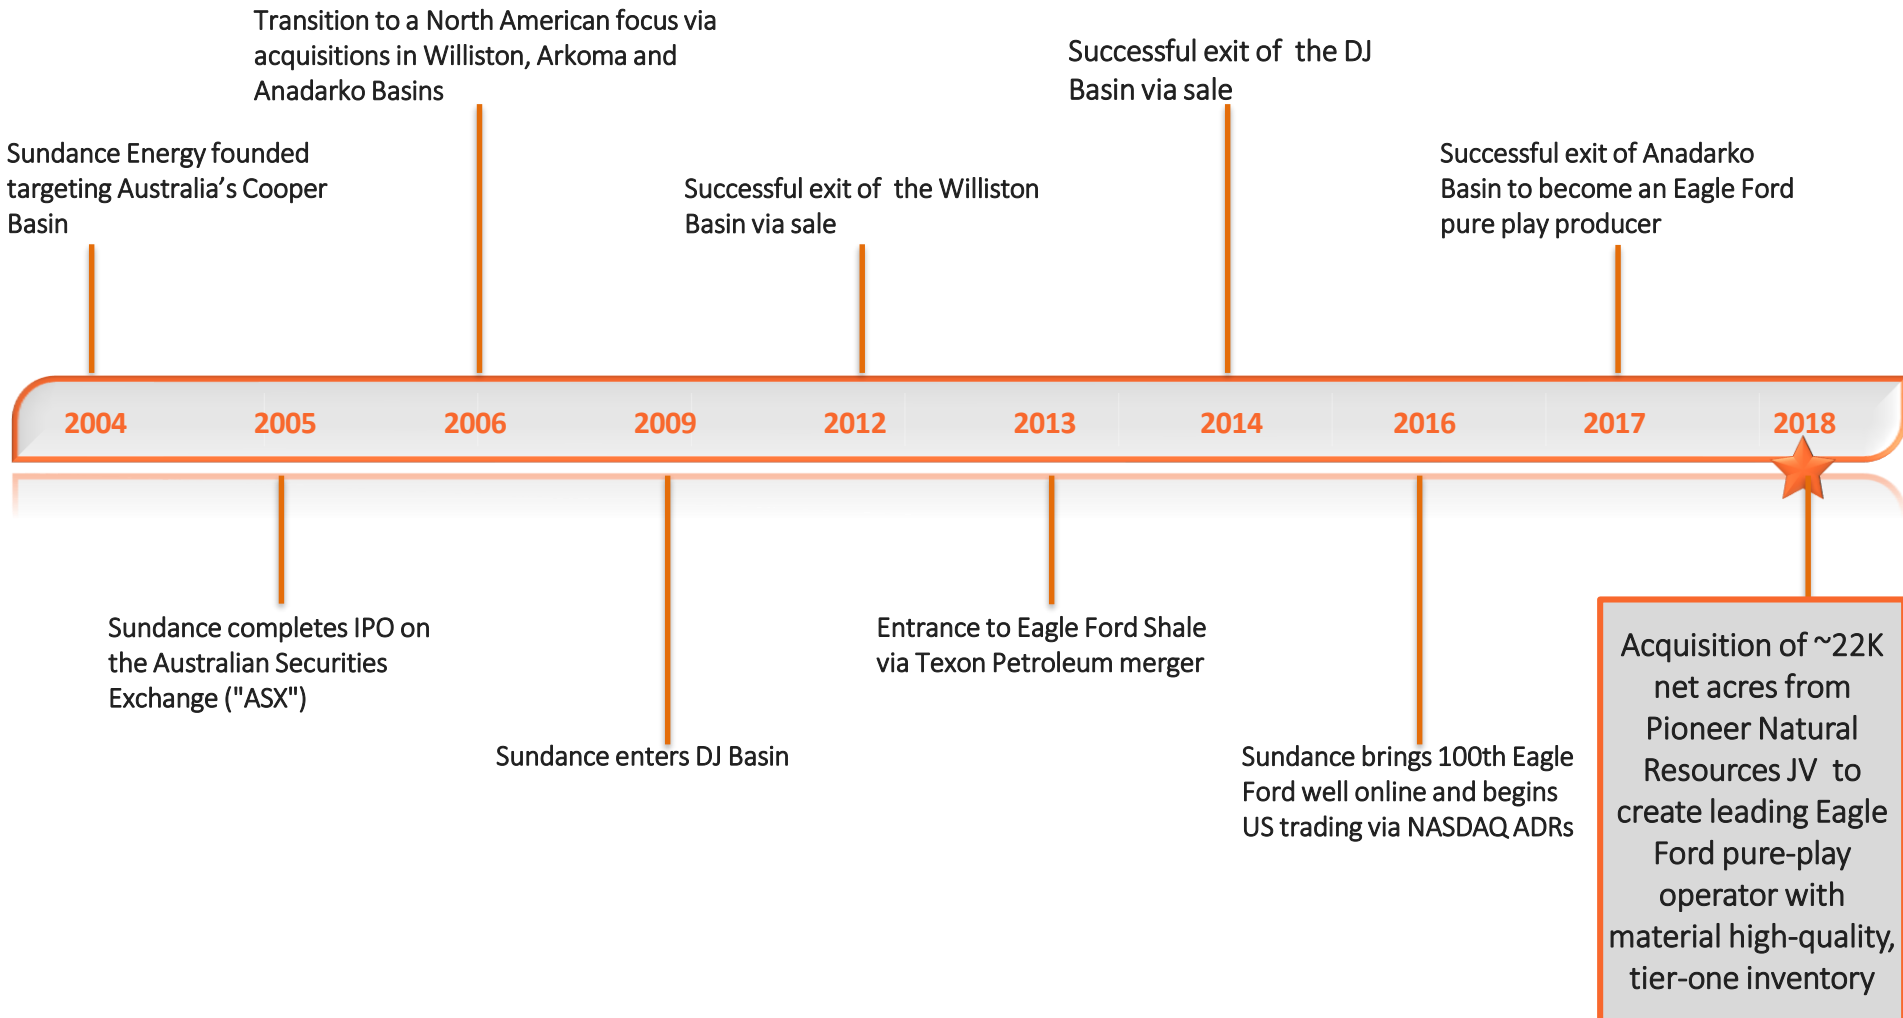 Transition to a North American focus via
acquisitions in Williston, Arkoma and
Anadarko Basins
Successful exit of the DJ
Basin via sale
Sundance Energy founded
targeting Australia's Cooper
Basin
Successful exit of the Williston
Basin via sale
Successful exit of Anadarko
Basin to become an Eagle Ford
pure play producer
2004 2005 2006 2009 2012 2013 2014 2016 2017 2018
Sundance completes IPO on
the Australian Securities
Exchange ("ASX")
Sundance enters DJ Basin
Entrance to Eagle Ford Shale
via Texon Petroleum merger
Sundance brings 100th Eagle
Ford well online and begins
US trading via NASDAQ ADRs
Acquisition of ~22K
net acres from
Pioneer Natural
Resources JV to
create leading Eagle
Ford pure-play
operator with
material high-quality,
tier-one inventory